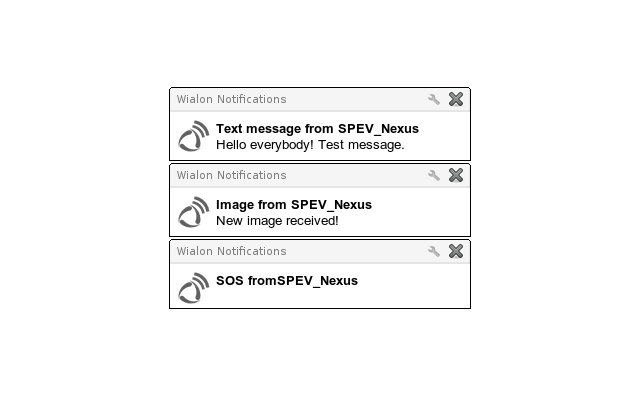 Wialon Notifications
Text message from SPEV_Nexus
Hello everybody! Test message.
Wialon Notifications
Image from SPEV_Nexus
New image received!
Wialon Notifications
SOS fromSPEV_Nexus